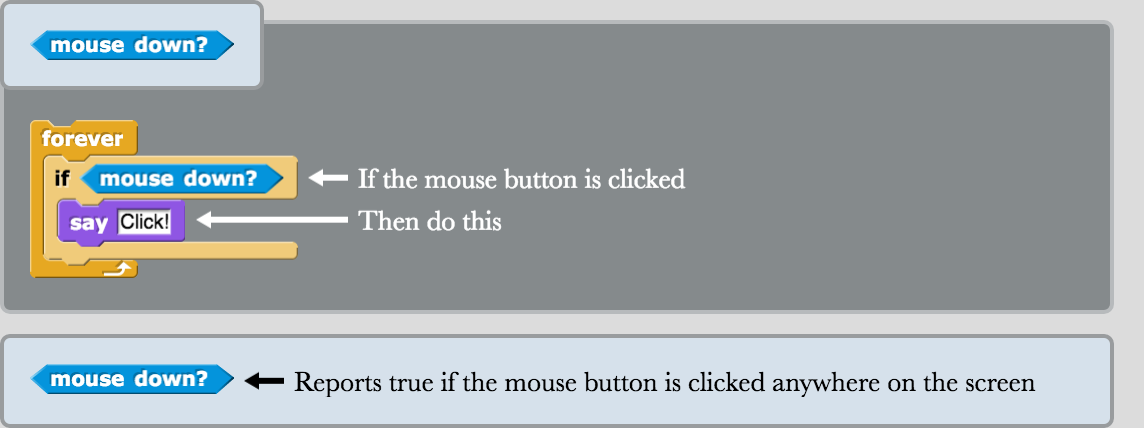 mouse down?
forever
if mouse down? If the mouse button is clicked
say Click! Then do this
mouse down? Reports true if the mouse button is clicked anywhere on the screen